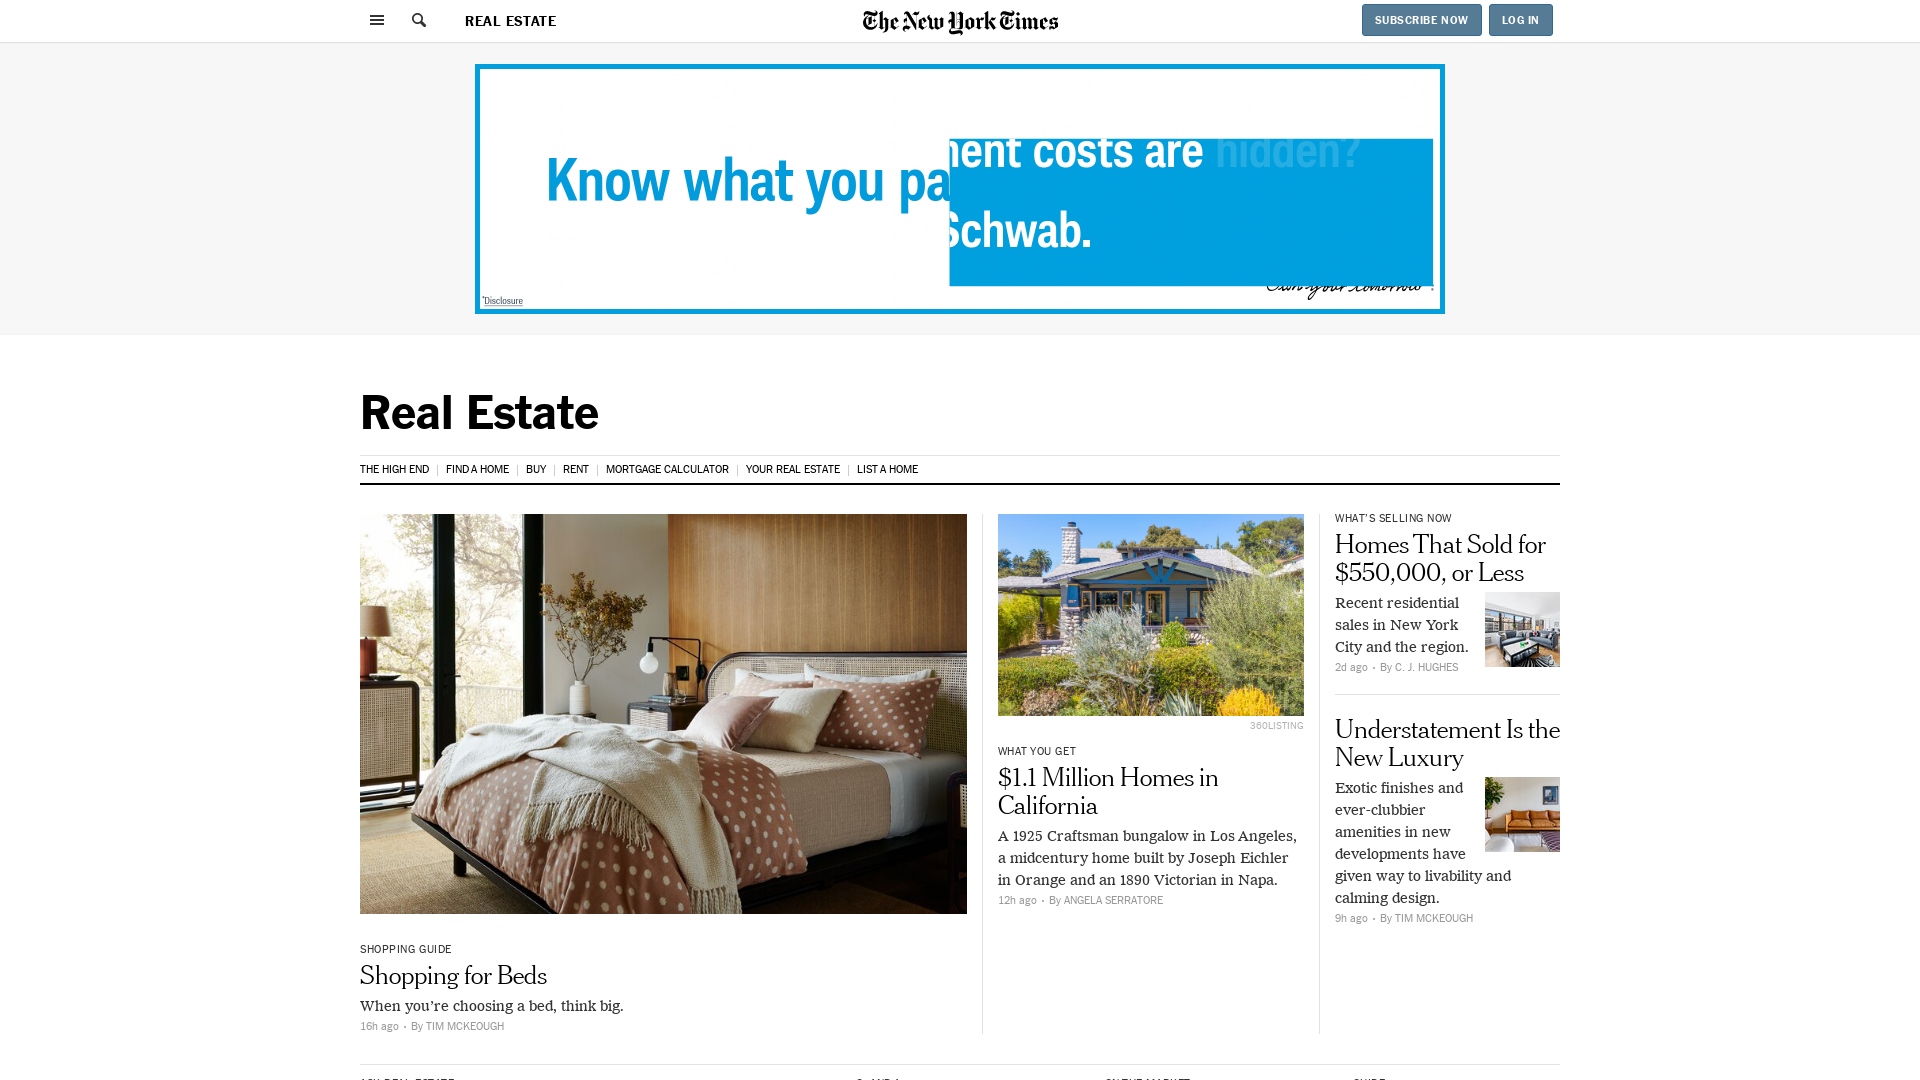 REAL ESTATE
The New York Times
SUBSCRIBE NOW
LOG IN
Know what you pa
nent costs are hidden?
Schwab.
Own your tomorrow
*Disclosure
Real Estate
THE HIGH END
FIND A HOME
BUY
RENT
MORTGAGE CALCULATOR
YOUR REAL ESTATE
LIST A HOME
SHOPPING GUIDE
Shopping for Beds
When you’re choosing a bed, think big.
16h ago · By TIM MCKEOUGH
360LISTING
WHAT YOU GET
$1.1 Million Homes in
California
A 1925 Craftsman bungalow in Los Angeles,
a midcentury home built by Joseph Eichler
in Orange and an 1890 Victorian in Napa.
12h ago · By ANGELA SERRATORE
WHAT’S SELLING NOW
Homes That Sold for
$550,000, or Less
Recent residential
sales in New York
City and the region.
2d ago · By C. J. HUGHES
Understatement Is the
New Luxury
Exotic finishes and
ever-clubbier
amenities in new
developments have
given way to livability and
calming design.
9h ago · By TIM MCKEOUGH